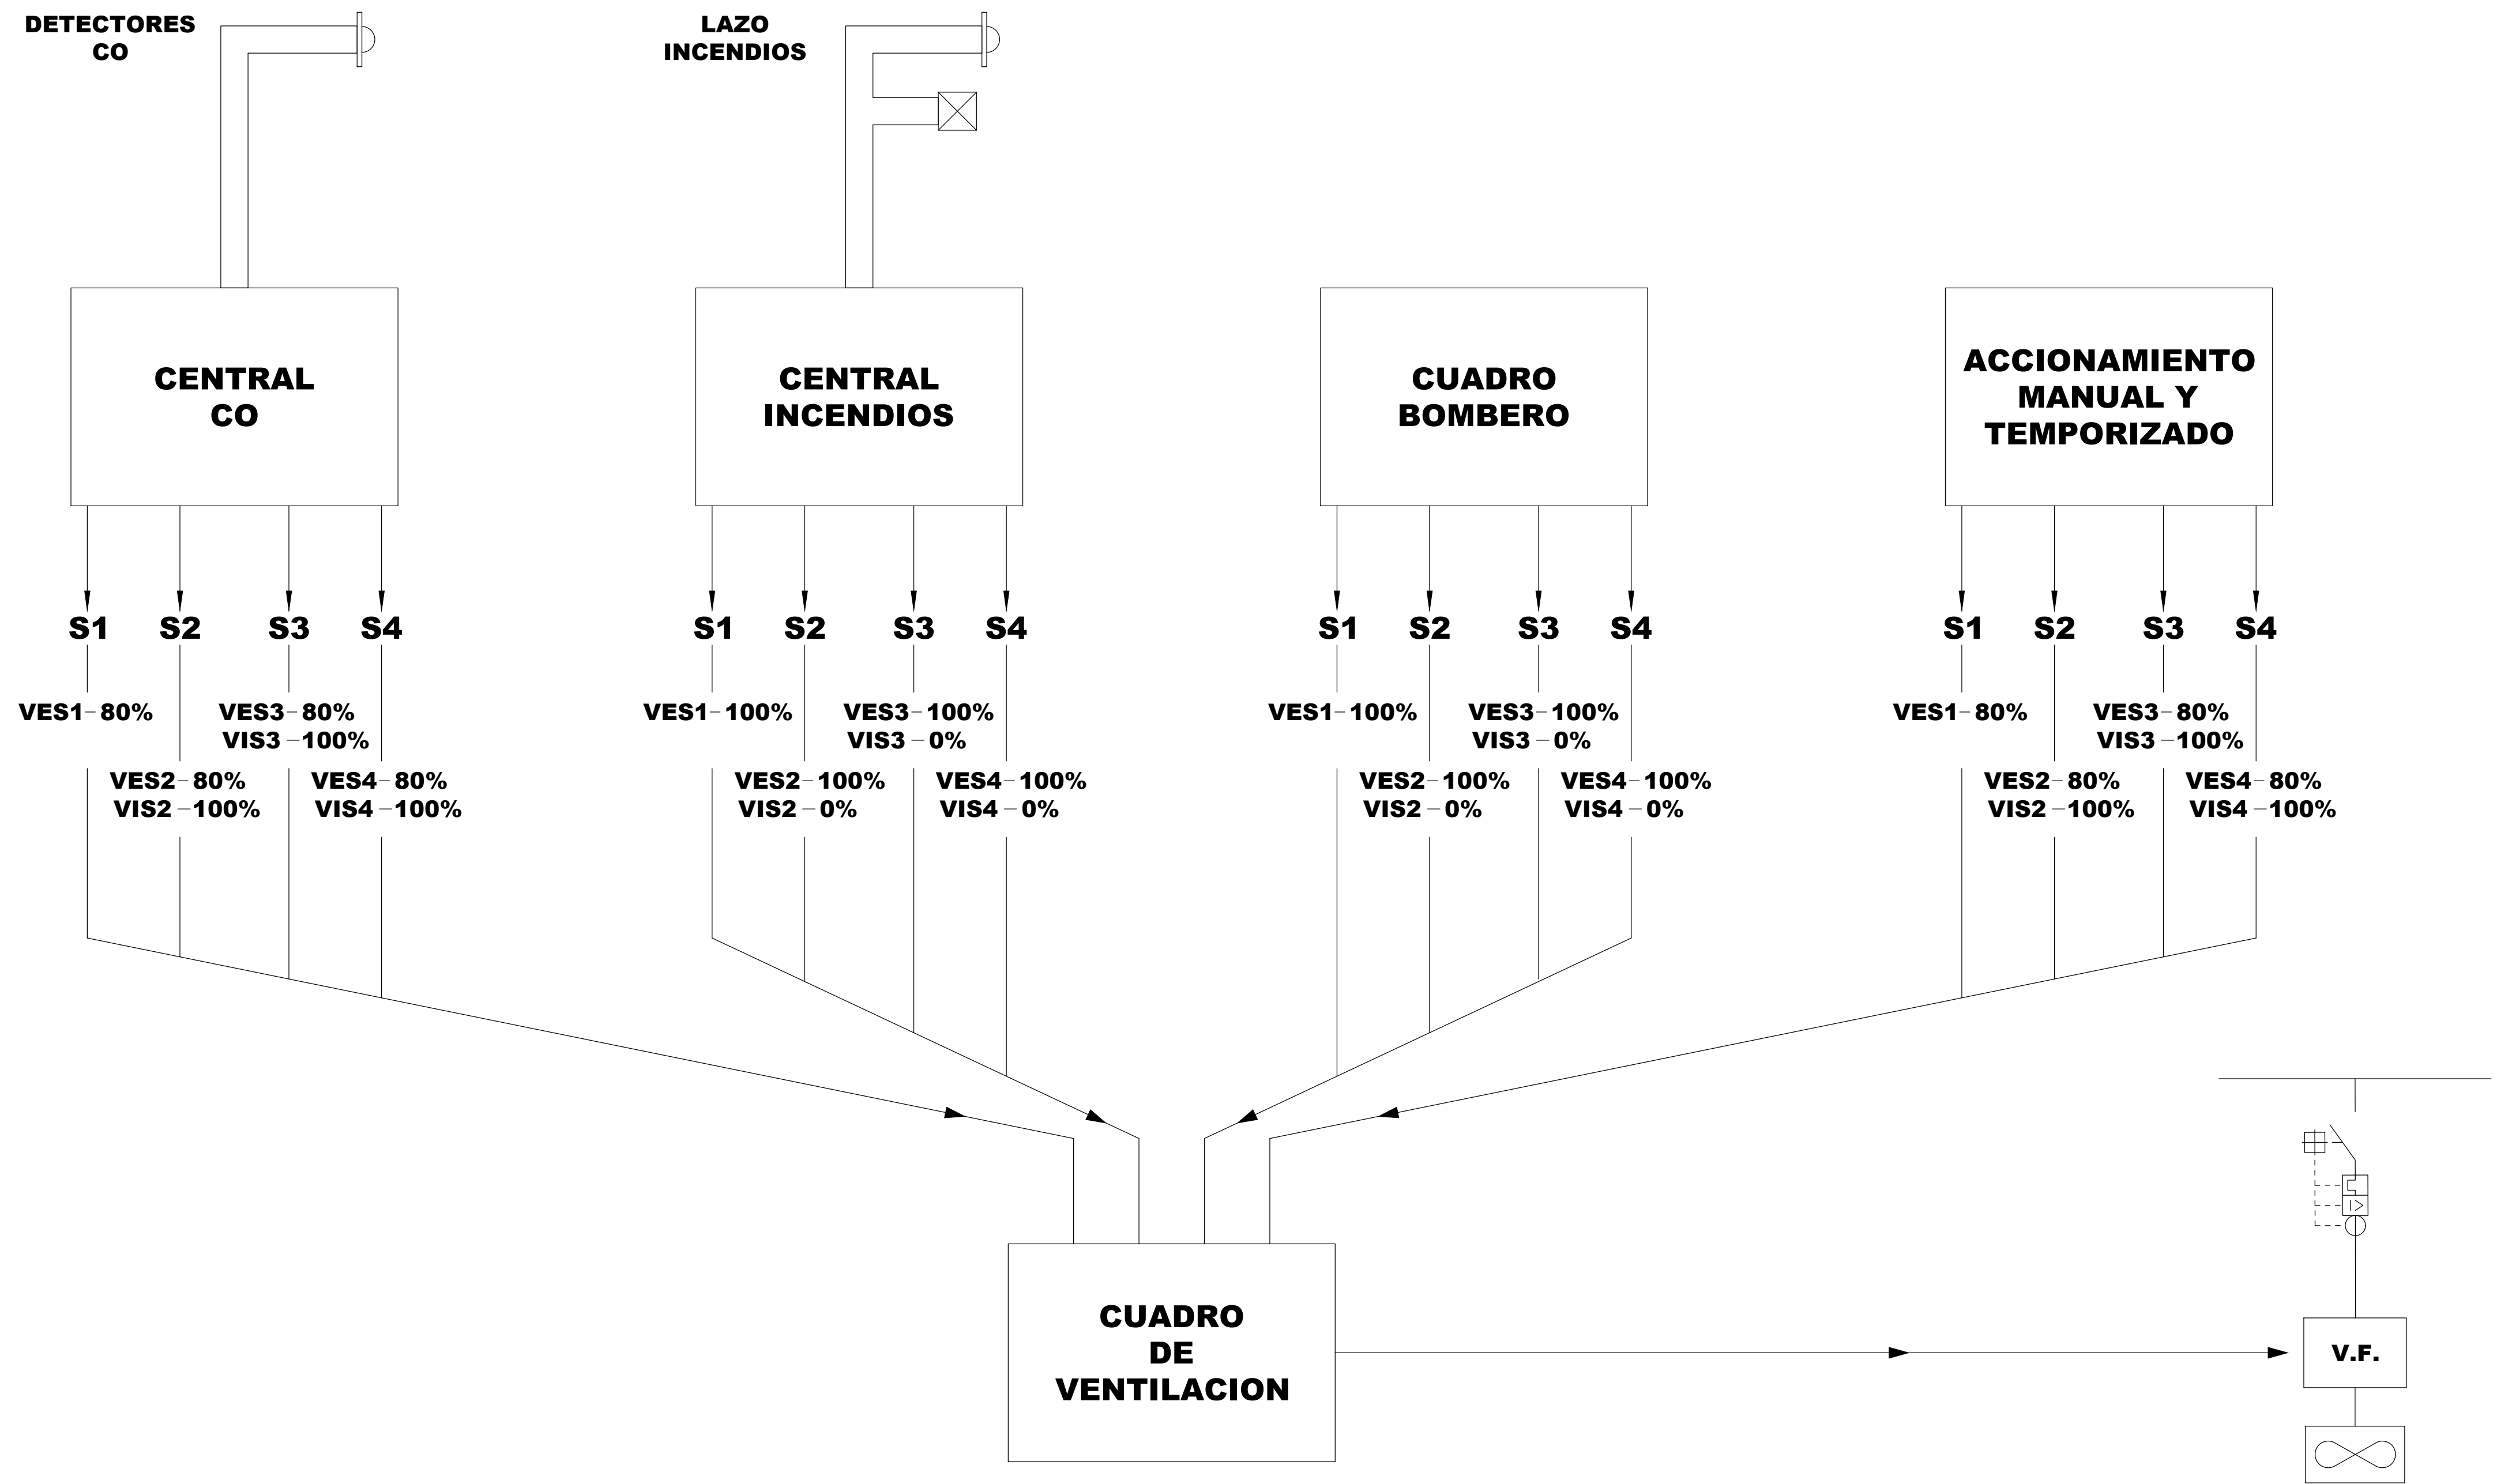 DETECTORES
CO
LAZO
INCENDIOS
CENTRAL
CO
CENTRAL
INCENDIOS
CUADRO
BOMBERO
ACCIONAMIENTO
MANUAL Y
TEMPORIZADO
S1 S2 S3 S4
S1 S2 S3 S4
S1 S2 S3 S4
S1 S2 S3 S4
VES1-80%
VES3-80%
VIS3-100%
VES2-80%
VIS2-100%
VES4-80%
VIS4-100%
VES1-100%
VES3-100%
VIS3-0%
VES2-100%
VIS2-0%
VES4-100%
VIS4-0%
VES1-100%
VES3-100%
VIS3-0%
VES2-100%
VIS2-0%
VES4-100%
VIS4-0%
VES1-80%
VES3-80%
VIS3-100%
VES2-80%
VIS2-100%
VES4-80%
VIS4-100%
I>
CUADRO
DE
VENTILACION
V.F.